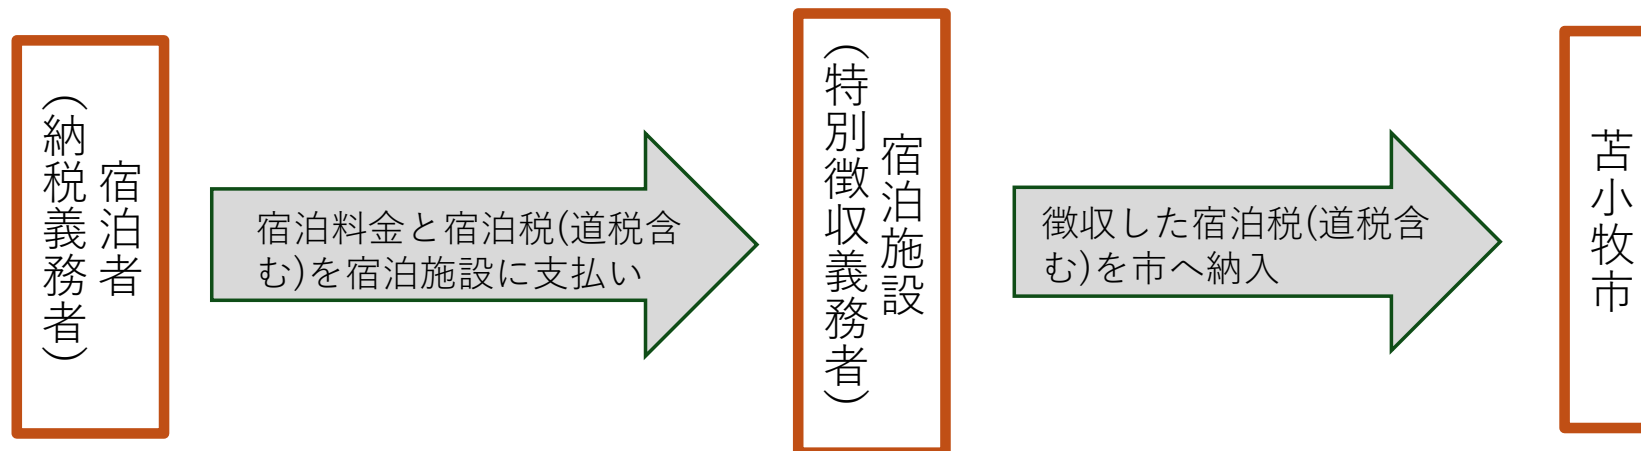 宿泊者
(納税義務者)
宿泊料金と宿泊税(道税含
む)を宿泊施設に支払い
宿泊施設
(特別徴収義務者)
徴収した宿泊税(道税含
む)を市へ納入
苫小牧市